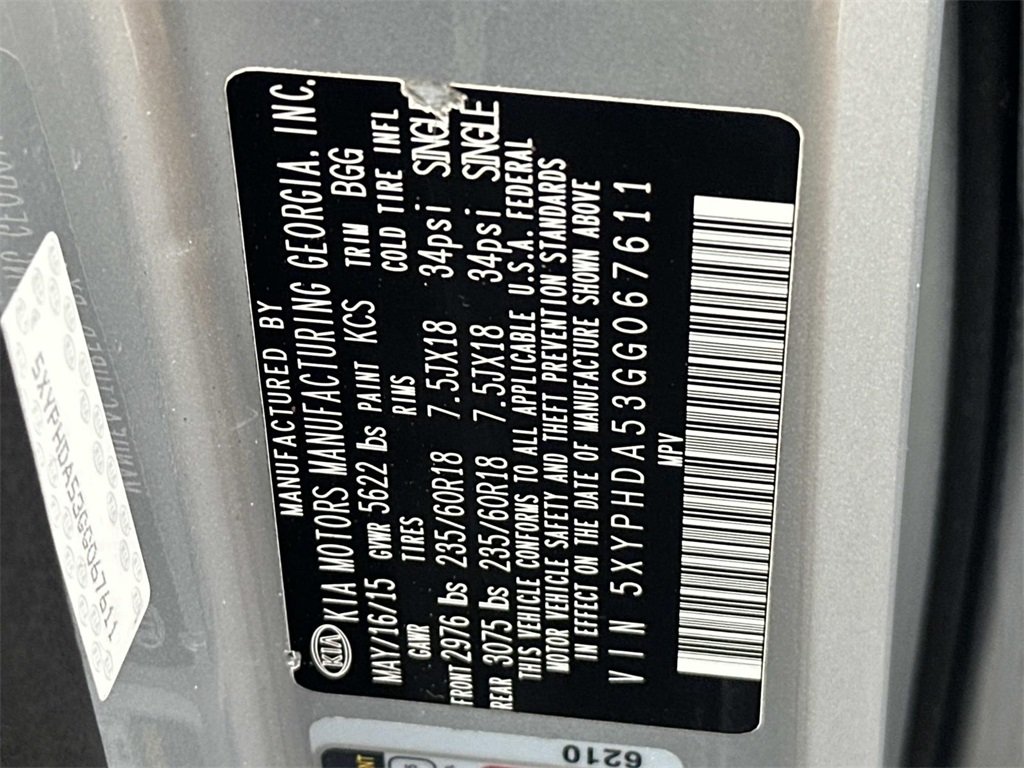 MANUFACTURED BY
KIA KIA MOTORS MANUFACTURING GEORGIA. INC.
MAY/16/15 GVWR 5622 lbs PAINT KCS TRIM BGG
GAWR TIRES RIMS COLD TIRE INFL
FRONT 2976 lbs 235/60R18 7.5JX18 34psi SINGLE
REAR 3075 lbs 235/60R18 7.5JX18 34psi SINGLE
THIS VEHICLE CONFORMS TO ALL APPLICABLE U.S.A. FEDERAL
MOTOR VEHICLE SAFETY AND THEFT PREVENTION STANDARDS
IN EFFECT ON THE DATE OF MANUFACTURE SHOWN ABOVE
VIN 5XYPHDA53GG067611
MPV
5XYPHDA53GG067611
6210